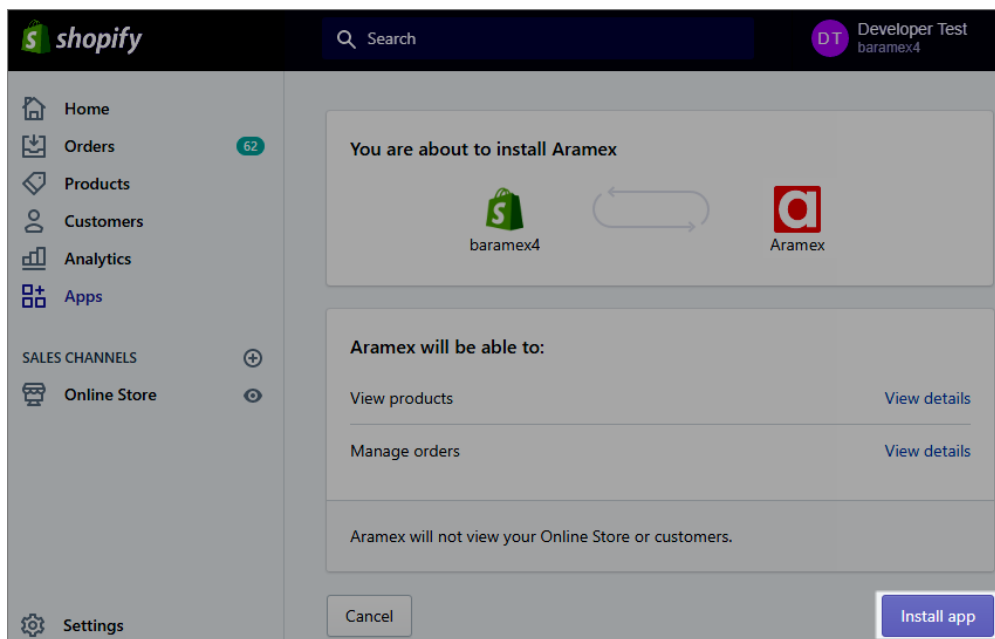 shopify
Search
DT
Developer Test
baramex4
Home
Orders 62
Products
Customers
Analytics
Apps
SALES CHANNELS
Online Store
Settings
You are about to install Aramex
baramex4
Aramex
Aramex will be able to:
View products View details
Manage orders View details
Aramex will not view your Online Store or customers.
Cancel
Install app